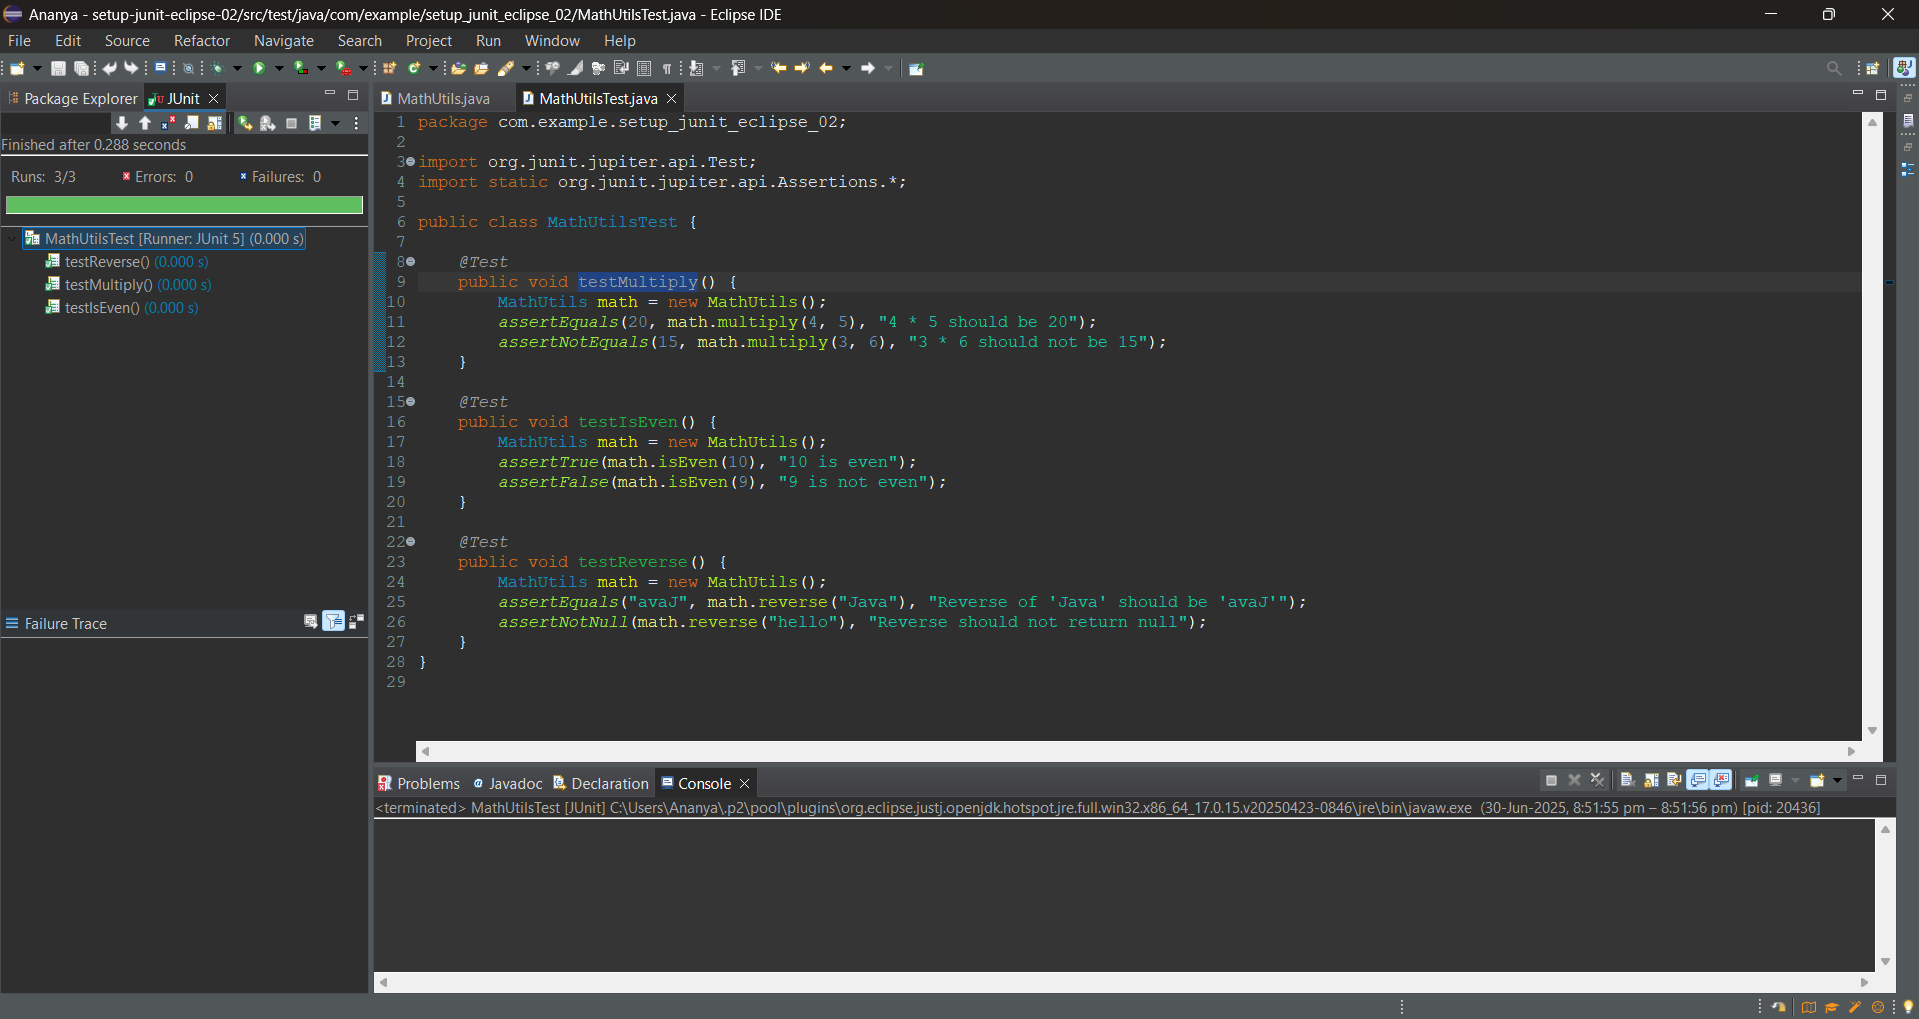 Ananya - setup-junit-eclipse-02/src/test/java/com/example/setup_junit_eclipse_02/MathUtilsTest.java - Eclipse IDE
File Edit Source Refactor Navigate Search Project Run Window Help
Package Explorer JUnit
Finished after 0.288 seconds
Runs: 3/3 Errors: 0 Failures: 0
MathUtilsTest [Runner: JUnit 5] (0.000 s)
testReverse() (0.000 s)
testMultiply() (0.000 s)
testIsEven() (0.000 s)
Failure Trace
MathUtils.java MathUtilsTest.java
1 package com.example.setup_junit_eclipse_02;
2
3 import org.junit.jupiter.api.Test;
4 import static org.junit.jupiter.api.Assertions.*;
5
6 public class MathUtilsTest {
7
8 @Test
9 public void testMultiply() {
10 MathUtils math = new MathUtils();
11 assertEquals(20, math.multiply(4, 5), "4 * 5 should be 20");
12 assertNotEquals(15, math.multiply(3, 6), "3 * 6 should not be 15");
13 }
14
15 @Test
16 public void testIsEven() {
17 MathUtils math = new MathUtils();
18 assertTrue(math.isEven(10), "10 is even");
19 assertFalse(math.isEven(9), "9 is not even");
20 }
21
22 @Test
23 public void testReverse() {
24 MathUtils math = new MathUtils();
25 assertEquals("avaJ", math.reverse("Java"), "Reverse of 'Java' should be 'avaJ'");
26 assertNotNull(math.reverse("hello"), "Reverse should not return null");
27 }
28 }
29
Problems Javadoc Declaration Console
<terminated> MathUtilsTest [JUnit] C:\Users\Ananya\.p2\pool\plugins\org.eclipse.justj.openjdk.hotspot.jre.full.win32.x86_64_17.0.15.v20250423-0846\jre\bin\javaw.exe (30-Jun-2025, 8:51:55 pm – 8:51:56 pm) [pid: 20436]